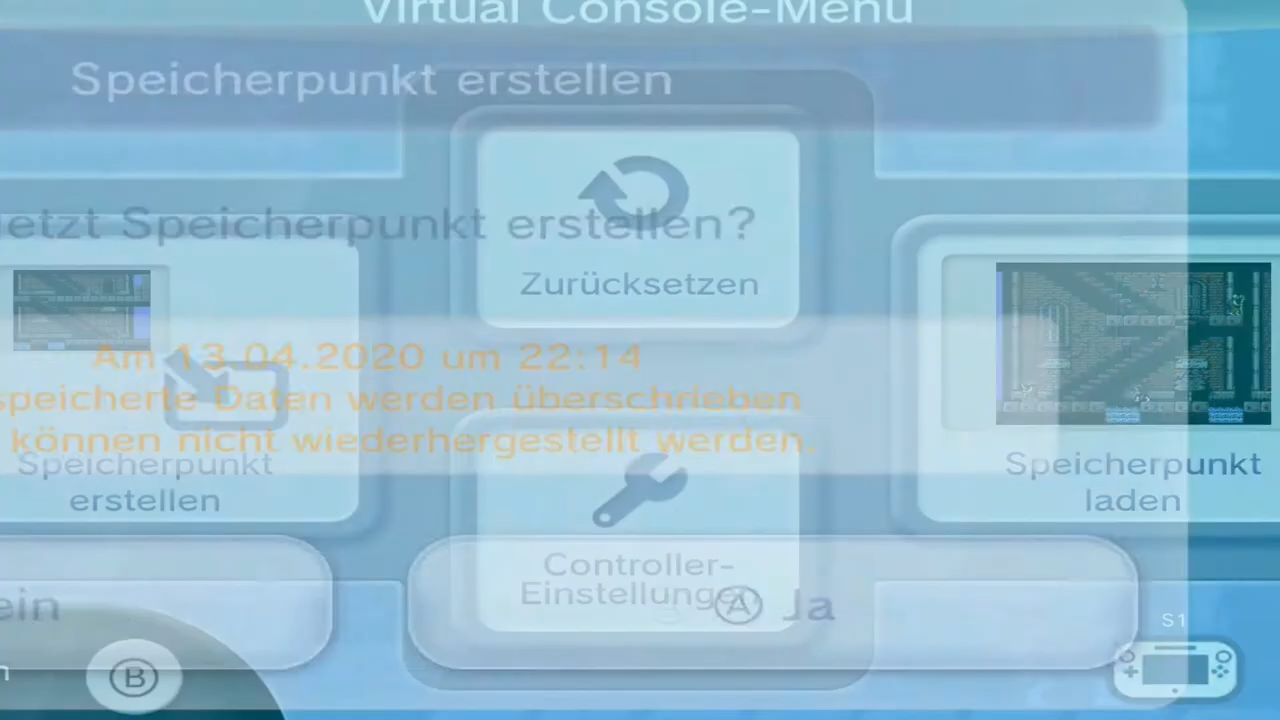 Virtual Console-Menü
Speicherpunkt erstellen
etzt Speicherpunkt erstellen?
Zurücksetzen
Am 13.04.2020 um 22:14
speicherte Daten werden überschrieben
können nicht wiederhergestellt werden.
Speicherpunkt
erstellen
Speicherpunkt
laden
Controller-
Einstellungen
ein
A Ja
S1
n
B